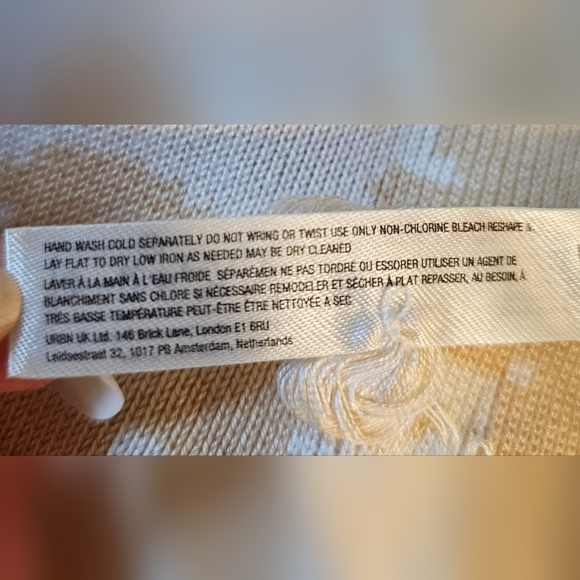 HAND WASH COLD SEPARATELY DO NOT WRING OR TWIST USE ONLY NON-CHLORINE BLEACH RESHAPE &
LAY FLAT TO DRY LOW IRON AS NEEDED MAY BE DRY CLEANED
LAVER À LA MAIN À L'EAU FROIDE SÉPARÉMEN NE PAS TORDRE OU ESSORER UTILISER UN AGENT DE
BLANCHIMENT SANS CHLORE SI NÉCESSAIRE REMODELER ET SÉCHER À PLAT REPASSER, AU BESOIN, À
TRÈS BASSE TEMPÉRATURE PEUT-ÊTRE ÊTRE NETTOYÉE A SEC
URBN UK Ltd. 146 Brick Lane, London E1 6RU
Leidsestraat 32, 1017 PB Amsterdam, Netherlands